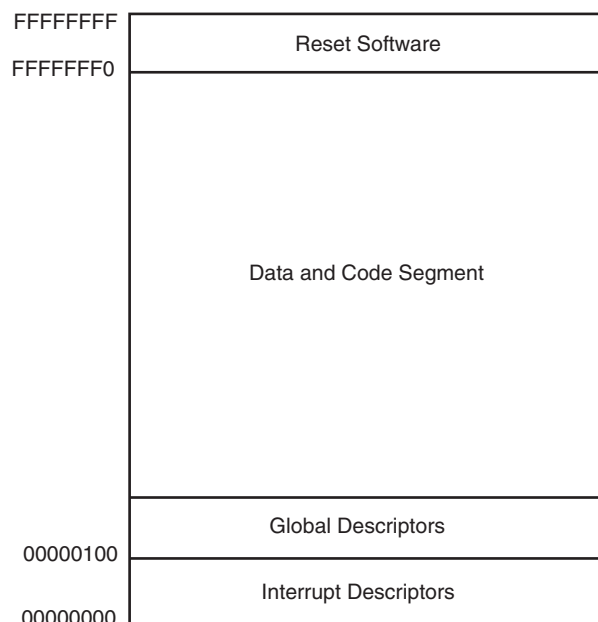 FFFFFFFF
Reset Software
FFFFFFF0
Data and Code Segment
Global Descriptors
00000100
Interrupt Descriptors
00000000